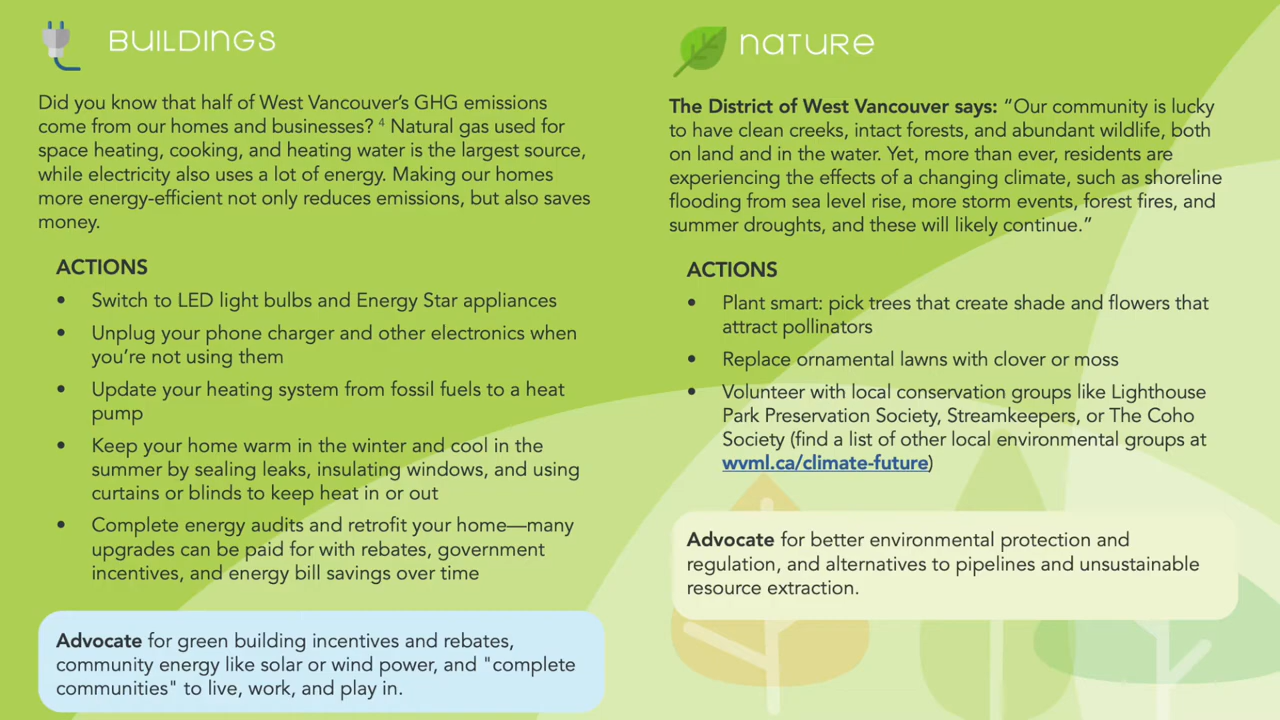 BUILDINGS
Did you know that half of West Vancouver's GHG emissions
come from our homes and businesses? 4 Natural gas used for
space heating, cooking, and heating water is the largest source,
while electricity also uses a lot of energy. Making our homes
more energy-efficient not only reduces emissions, but also saves
money.
ACTIONS
• Switch to LED light bulbs and Energy Star appliances
• Unplug your phone charger and other electronics when
you're not using them
• Update your heating system from fossil fuels to a heat
pump
• Keep your home warm in the winter and cool in the
summer by sealing leaks, insulating windows, and using
curtains or blinds to keep heat in or out
• Complete energy audits and retrofit your home—many
upgrades can be paid for with rebates, government
incentives, and energy bill savings over time
Advocate for green building incentives and rebates,
community energy like solar or wind power, and "complete
communities" to live, work, and play in.
NATURE
The District of West Vancouver says: “Our community is lucky
to have clean creeks, intact forests, and abundant wildlife, both
on land and in the water. Yet, more than ever, residents are
experiencing the effects of a changing climate, such as shoreline
flooding from sea level rise, more storm events, forest fires, and
summer droughts, and these will likely continue.”
ACTIONS
• Plant smart: pick trees that create shade and flowers that
attract pollinators
• Replace ornamental lawns with clover or moss
• Volunteer with local conservation groups like Lighthouse
Park Preservation Society, Streamkeepers, or The Coho
Society (find a list of other local environmental groups at
wvml.ca/climate-future)
Advocate for better environmental protection and
regulation, and alternatives to pipelines and unsustainable
resource extraction.